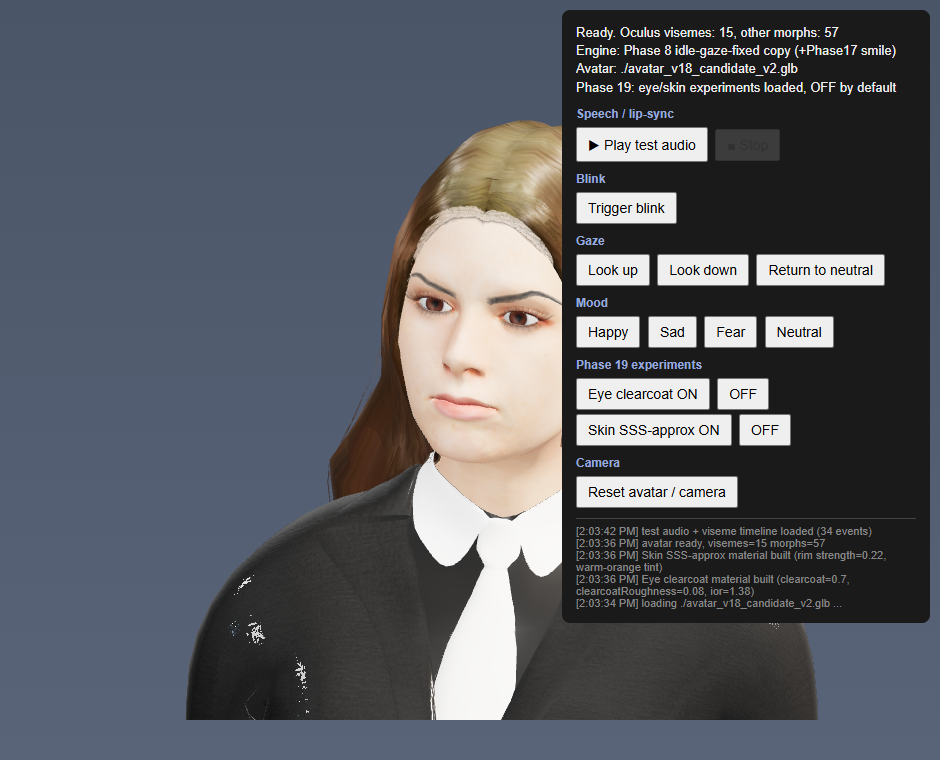 Ready. Oculus visemes: 15, other morphs: 57
Engine: Phase 8 idle-gaze-fixed copy (+Phase17 smile)
Avatar: ./avatar_v18_candidate_v2.glb
Phase 19: eye/skin experiments loaded, OFF by default
Speech / lip-sync
▶ Play test audio ■ Stop
Blink
Trigger blink
Gaze
Look up Look down Return to neutral
Mood
Happy Sad Fear Neutral
Phase 19 experiments
Eye clearcoat ON OFF
Skin SSS-approx ON OFF
Camera
Reset avatar / camera
[2:03:42 PM] test audio + viseme timeline loaded (34 events)
[2:03:36 PM] avatar ready, visemes=15 morphs=57
[2:03:36 PM] Skin SSS-approx material built (rim strength=0.22,
warm-orange tint)
[2:03:36 PM] Eye clearcoat material built (clearcoat=0.7,
clearcoatRoughness=0.08, ior=1.38)
[2:03:34 PM] loading ./avatar_v18_candidate_v2.glb ...